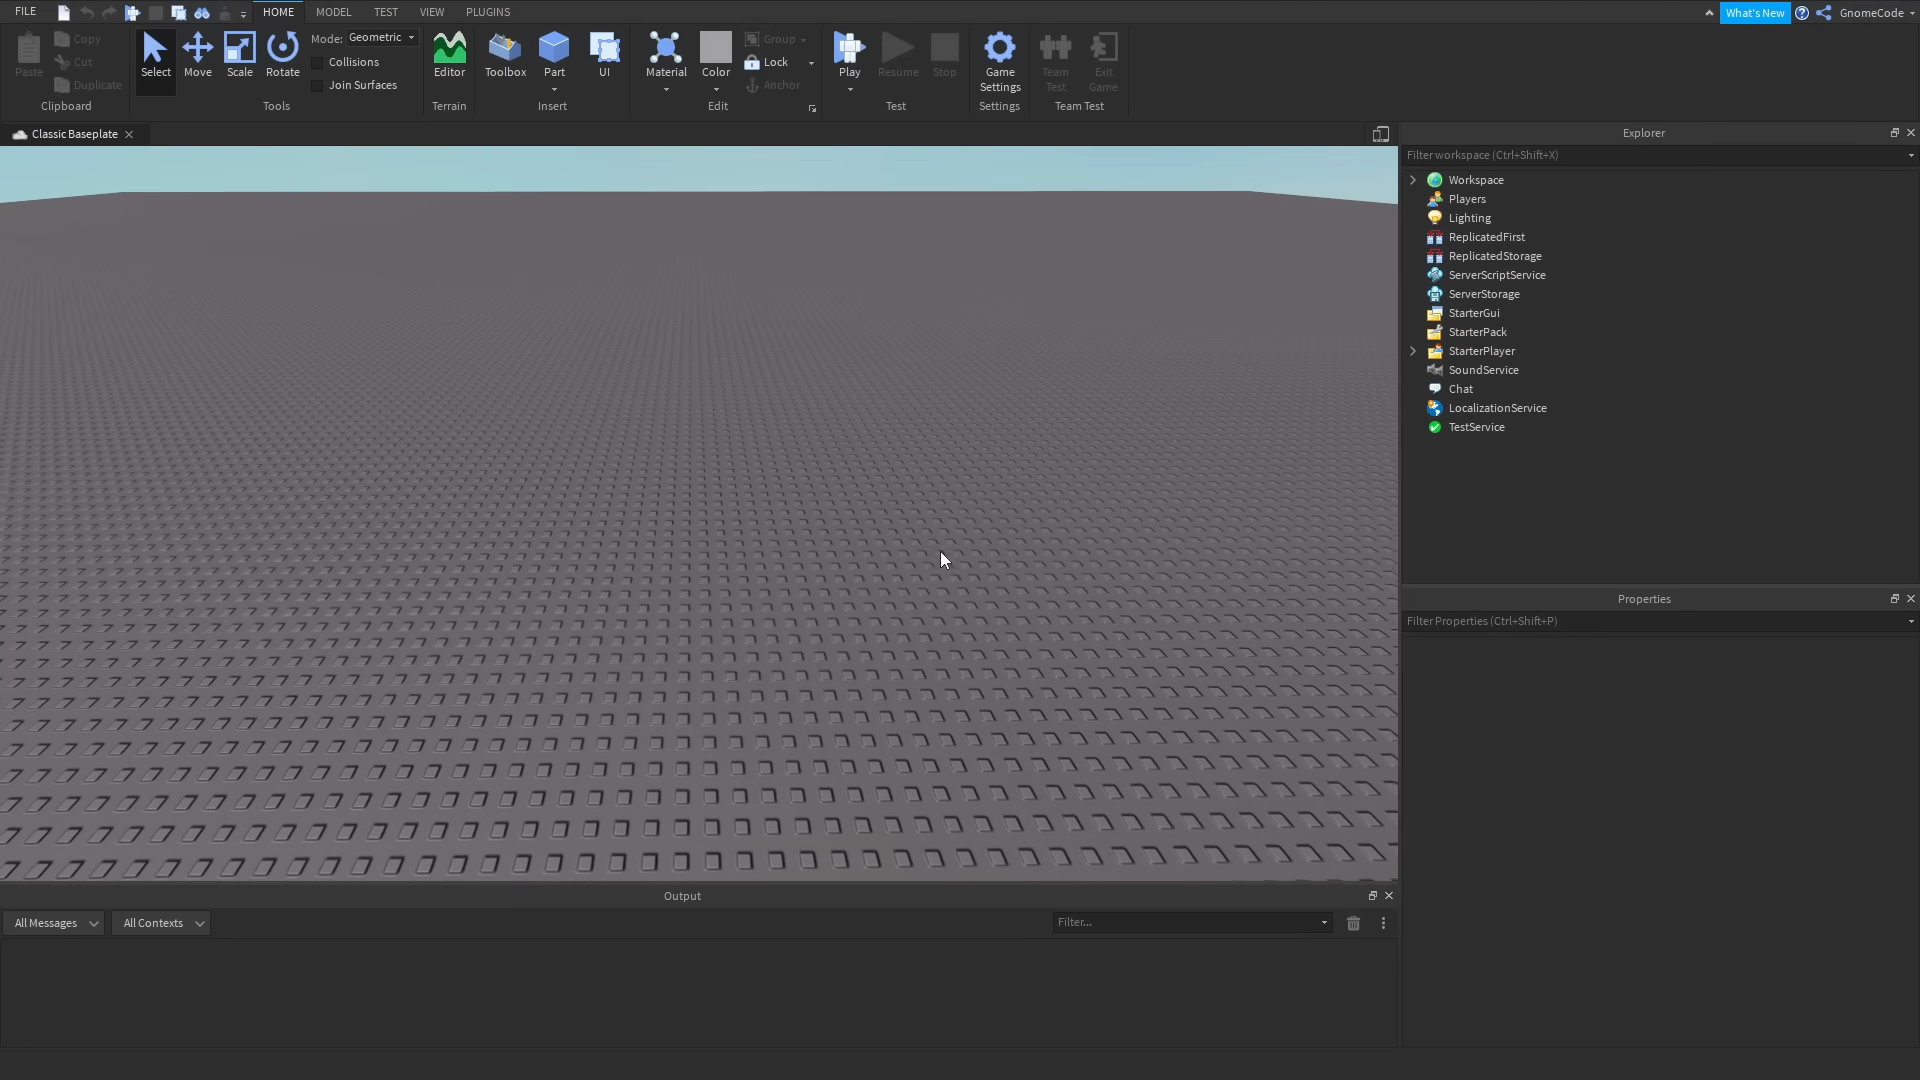 FILE HOME MODEL TEST VIEW PLUGINS What's New GnomeCode
Paste Copy Cut Duplicate Clipboard
Select Move Scale Rotate Mode: Geometric Collisions Join Surfaces Tools
Editor Terrain
Toolbox Part UI Insert
Material Color Group Lock Anchor Edit
Play Resume Stop Test
Game Settings Settings
Team Test Exit Game Team Test
Classic Baseplate
Explorer
Filter workspace (Ctrl+Shift+X)
Workspace
Players
Lighting
ReplicatedFirst
ReplicatedStorage
ServerScriptService
ServerStorage
StarterGui
StarterPack
StarterPlayer
SoundService
Chat
LocalizationService
TestService
Properties
Filter Properties (Ctrl+Shift+P)
Output
All Messages All Contexts Filter...